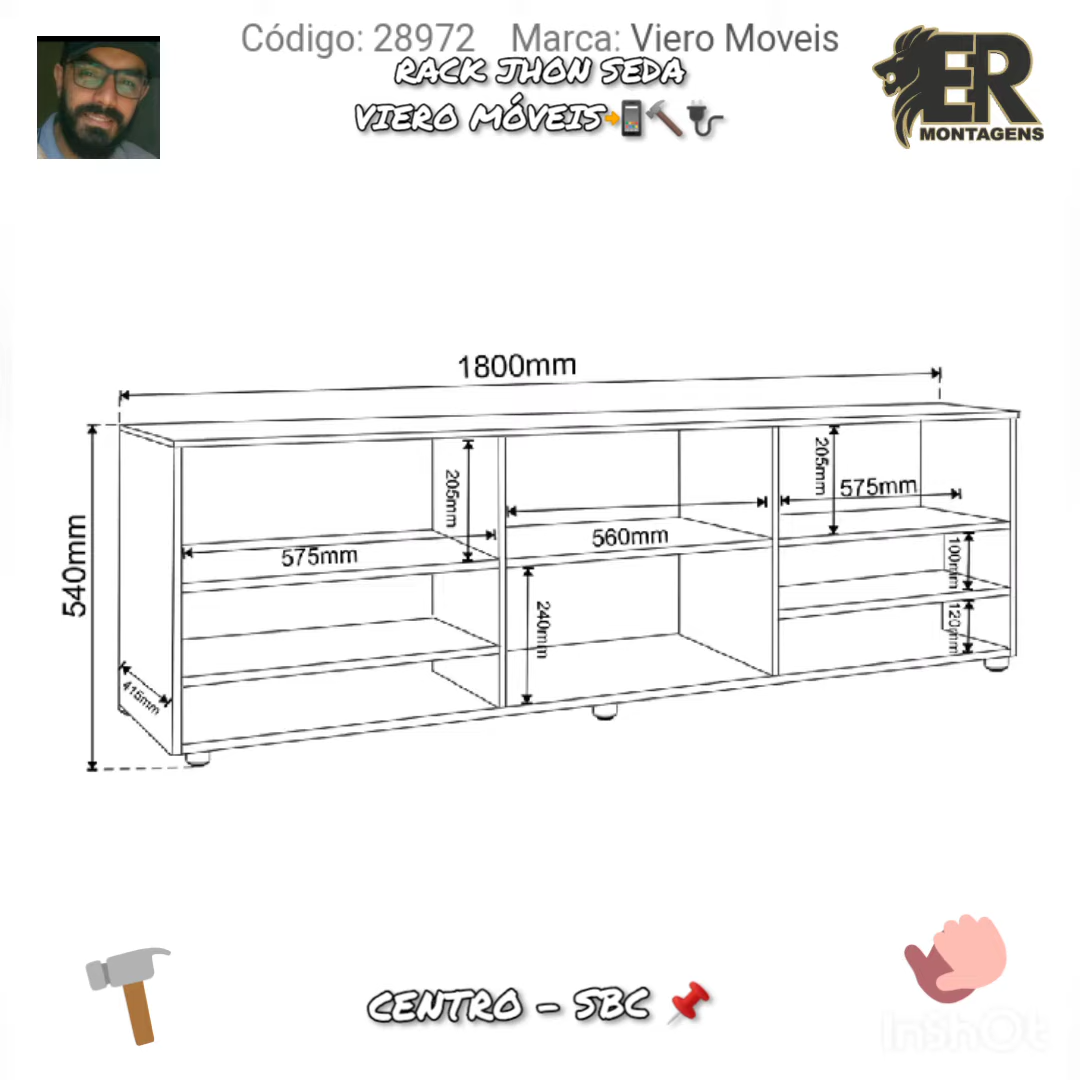 Código: 28972 Marca: Viero Moveis
RACK JHON SEDA
VIERO MÓVEIS
ER
MONTAGENS
1800mm
540mm
415mm
205mm
575mm
560mm
240mm
205mm
575mm
100mm
120mm
CENTRO - SBC
InShOt